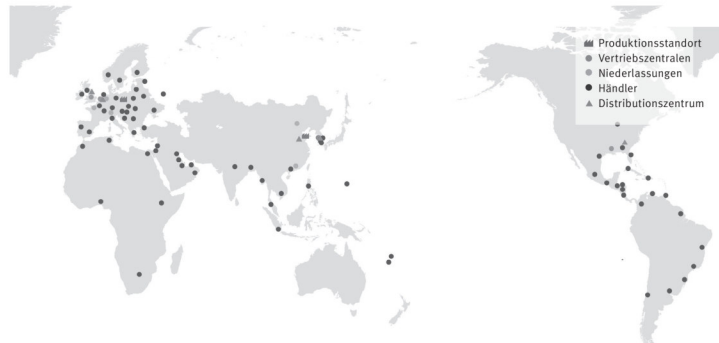 Produktionsstandort
Vertriebszentralen
Niederlassungen
Händler
Distributionszentrum